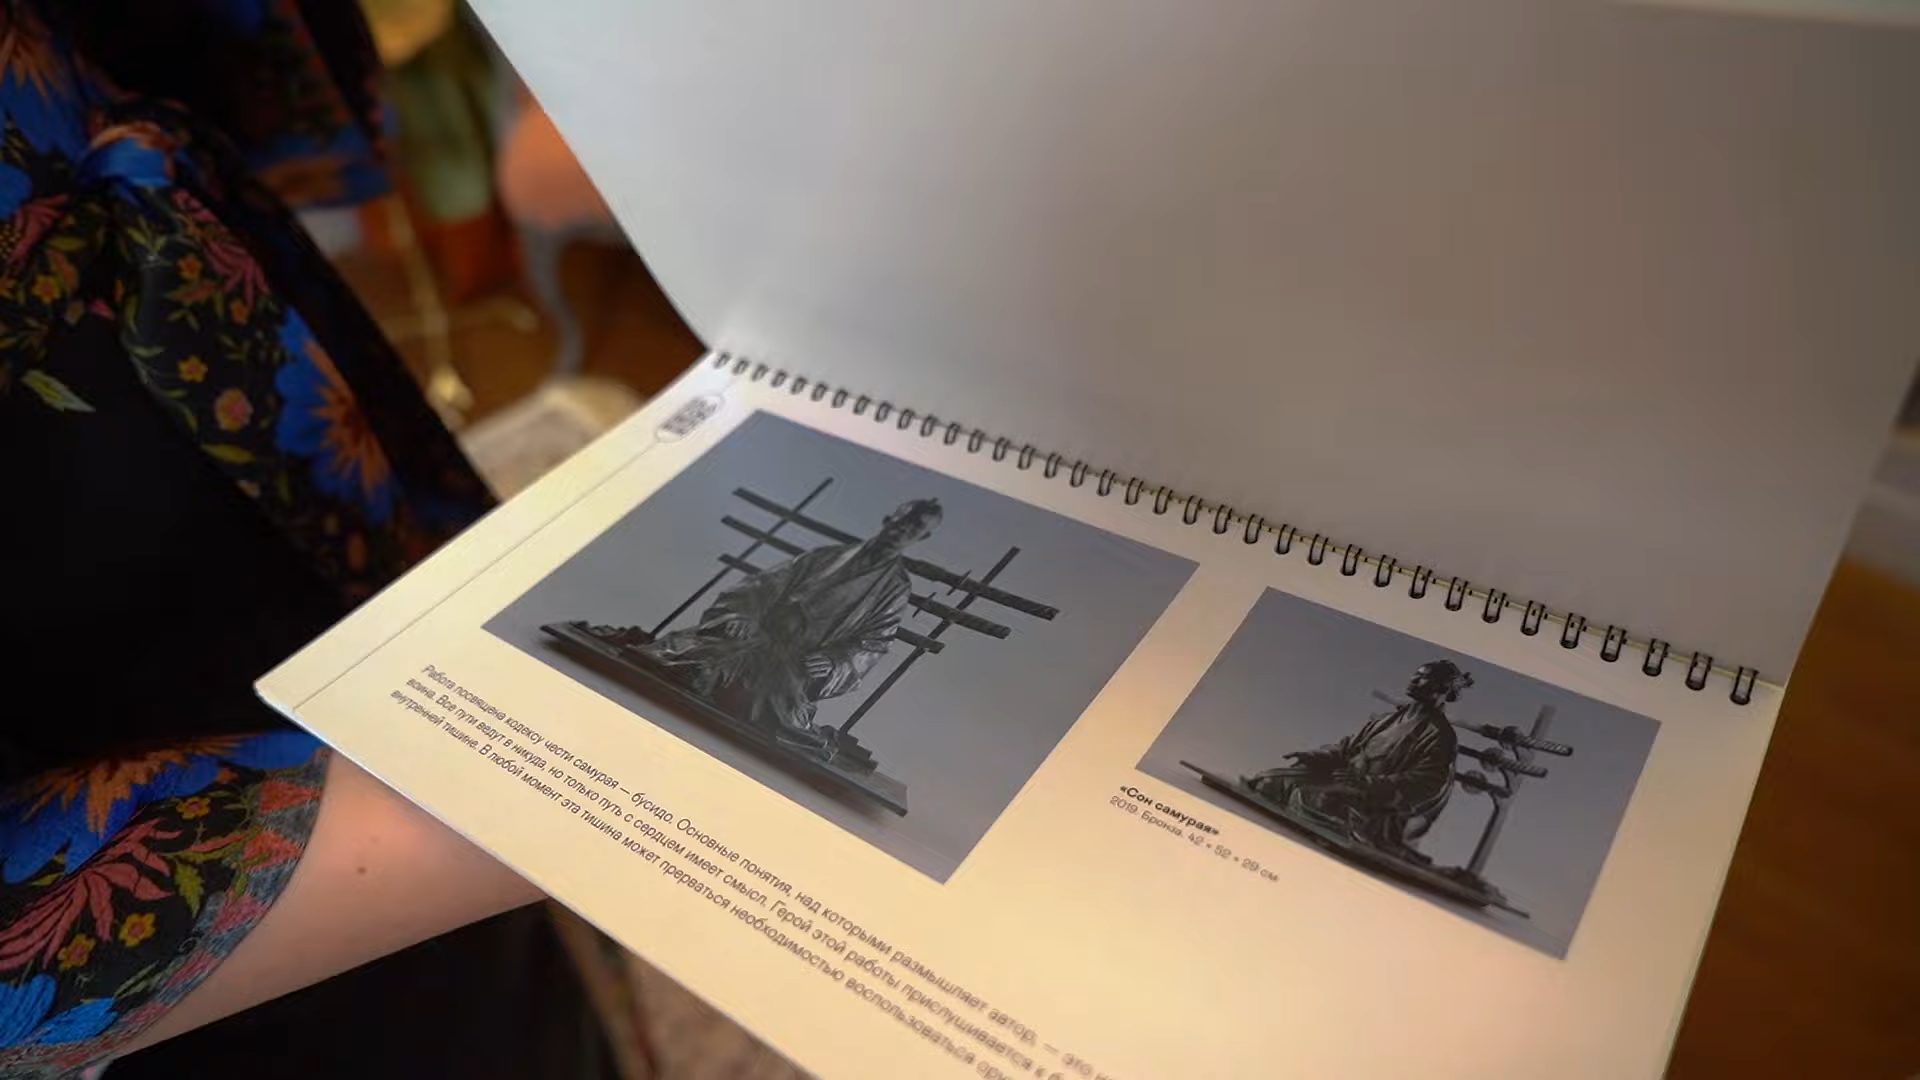 «Сон самурая»
2019. Бронза. 42 × 52 × 29 см
Работа посвящена кодексу чести самурая — бусидо. Основные понятия, над которыми размышляет автор, — это
воина. Все пути ведут в никуда, но только путь с сердцем имеет смысл. Герой этой работы прислушивается к
внутренней тишине. В любой момент эта тишина может прерваться необходимостью воспользоваться